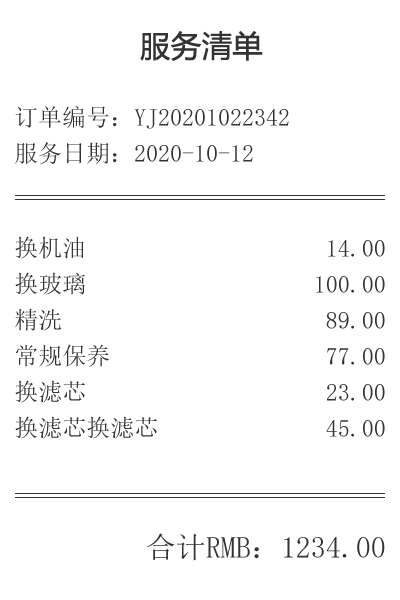 服务清单
订单编号：YJ20201022342
服务日期：2020-10-12
换机油 14.00
换玻璃 100.00
精洗 89.00
常规保养 77.00
换滤芯 23.00
换滤芯换滤芯 45.00
合计RMB：1234.00